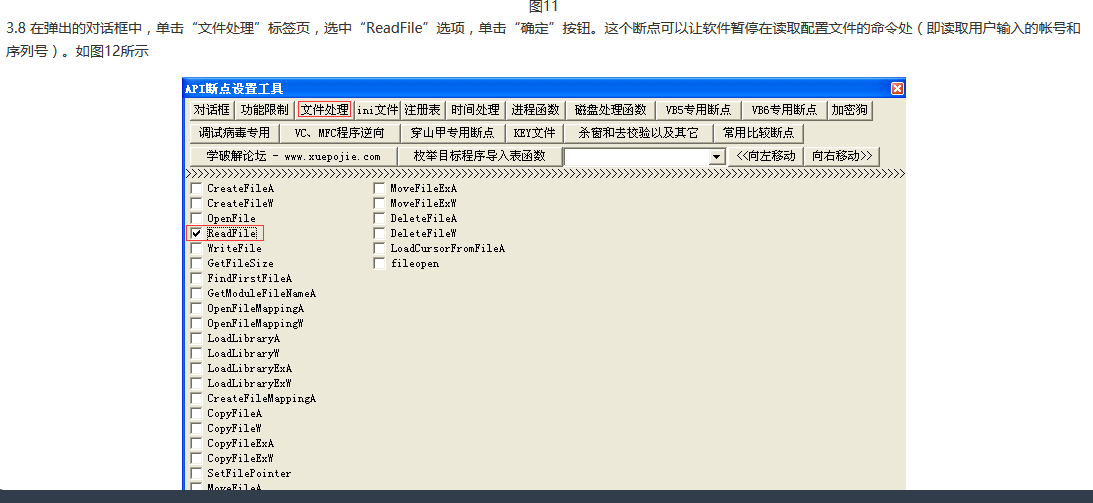 图11
3.8 在弹出的对话框中，单击“文件处理”标签页，选中“ReadFile”选项，单击“确定”按钮。这个断点可以让软件暂停在读取配置文件的命令处（即读取用户输入的帐号和
序列号）。如图12所示
API断点设置工具
对话框 功能限制 文件处理 ini文件 注册表 时间处理 进程函数 磁盘处理函数 VB5专用断点 VB6专用断点 加密狗
调试病毒专用 VC、MFC程序逆向 穿山甲专用断点 KEY文件 杀窗和去校验以及其它 常用比较断点
学破解论坛 - www.xuepojie.com 枚举目标程序导入表函数 <<向左移动 向右移动>>
CreateFileA MoveFileExA
CreateFileW MoveFileExW
OpenFile DeleteFileA
ReadFile DeleteFileW
WriteFile LoadCursorFromFileA
GetFileSize fileopen
FindFirstFileA
GetModuleFileNameA
OpenFileMappingA
OpenFileMappingW
LoadLibraryA
LoadLibraryW
LoadLibraryExA
LoadLibraryExW
CreateFileMappingA
CopyFileA
CopyFileW
CopyFileExA
CopyFileExW
SetFilePointer
MoveFileA